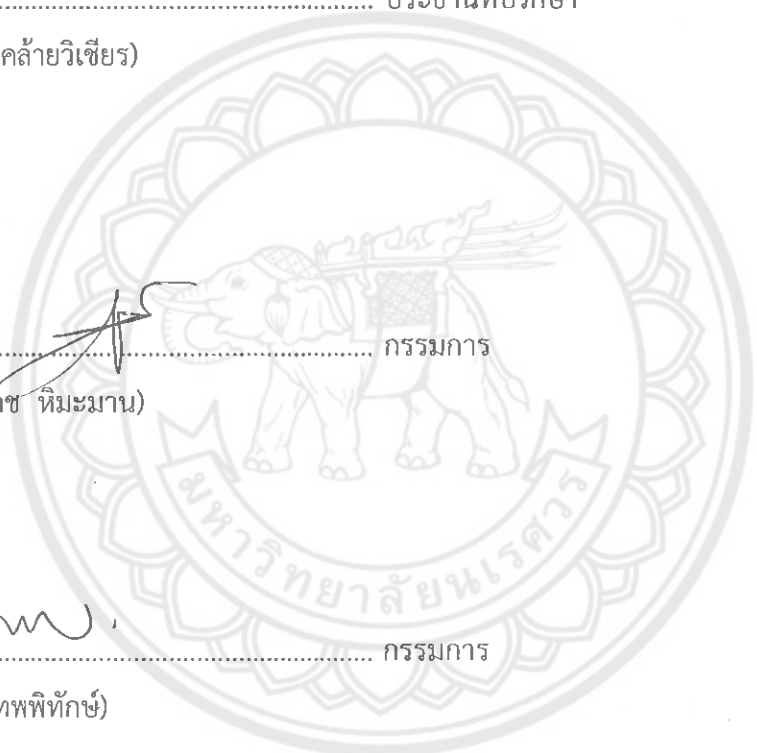 ........................................ ประธานที่ปรึกษา
คล้ายวิเชียร)
........................................ กรรมการ
าช หิมะมาน)
........................................ กรรมการ
ทพพิทักษ์)
มหาวิทยาลัยนเรศวร